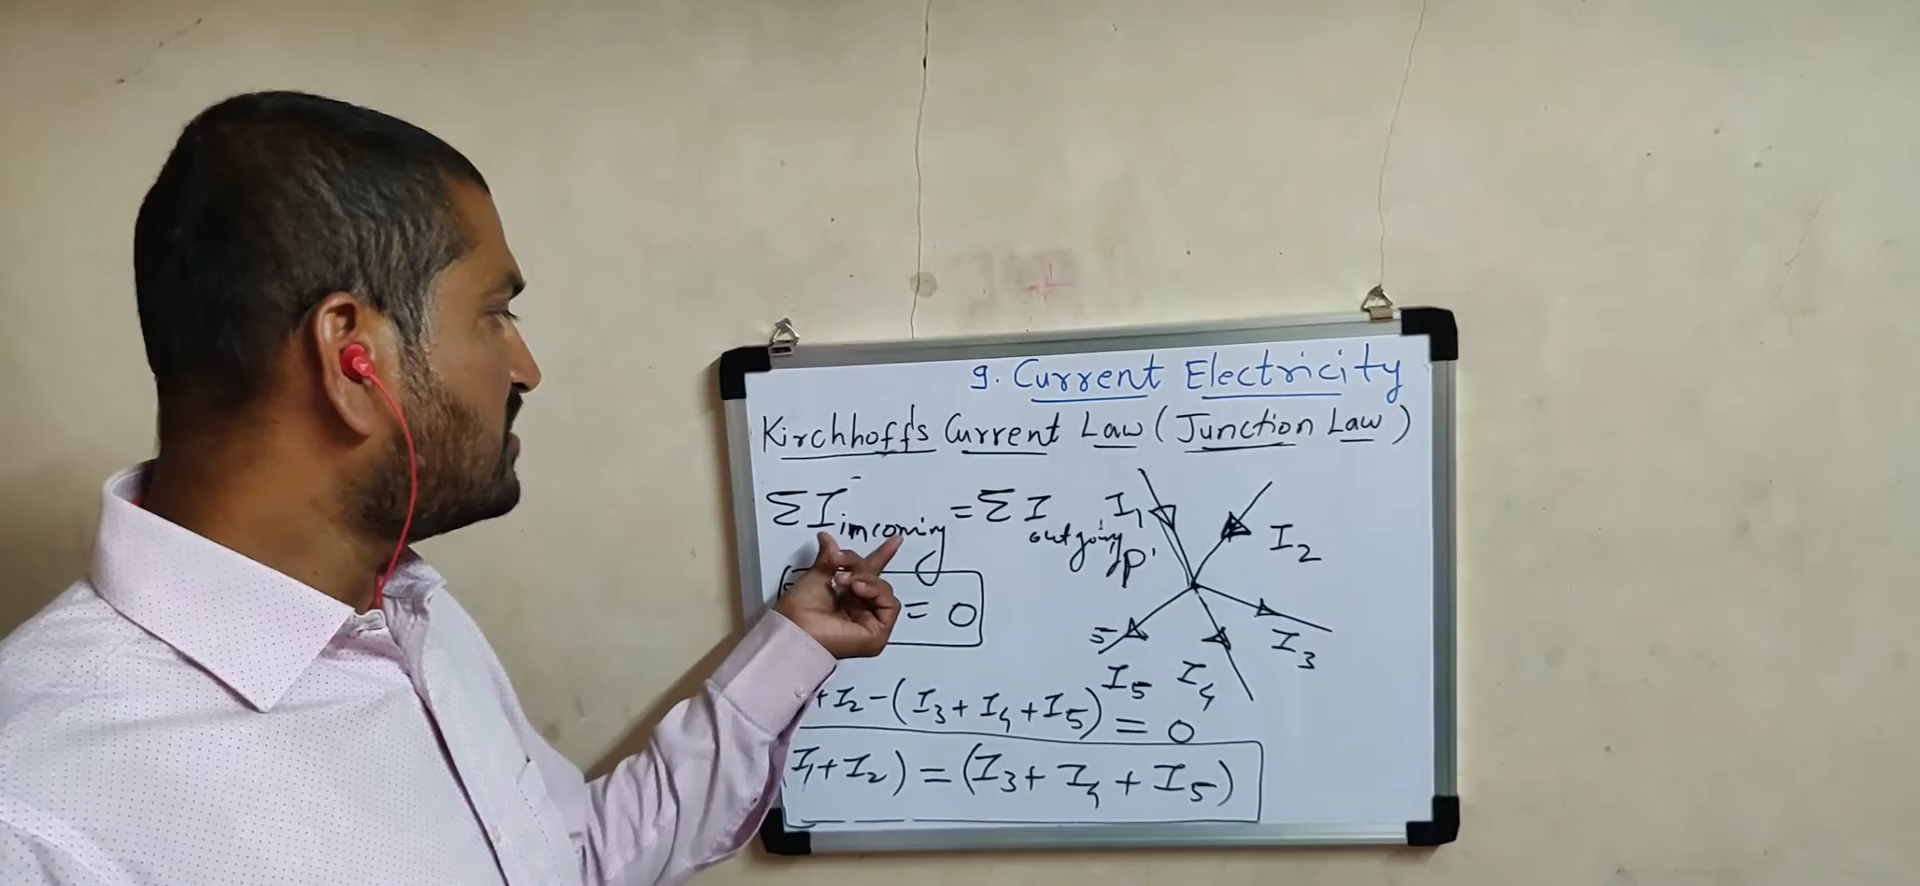 9. Current Electricity
Kirchhoff's Current Law (Junction Law)
ΣI incoming = ΣI outgoing
I₁
I₂
P
= 0
5
I₃
I₅
I₄
+I₂-(I₃+I₄+I₅) = 0
I₁+I₂) = (I₃+I₄+I₅)